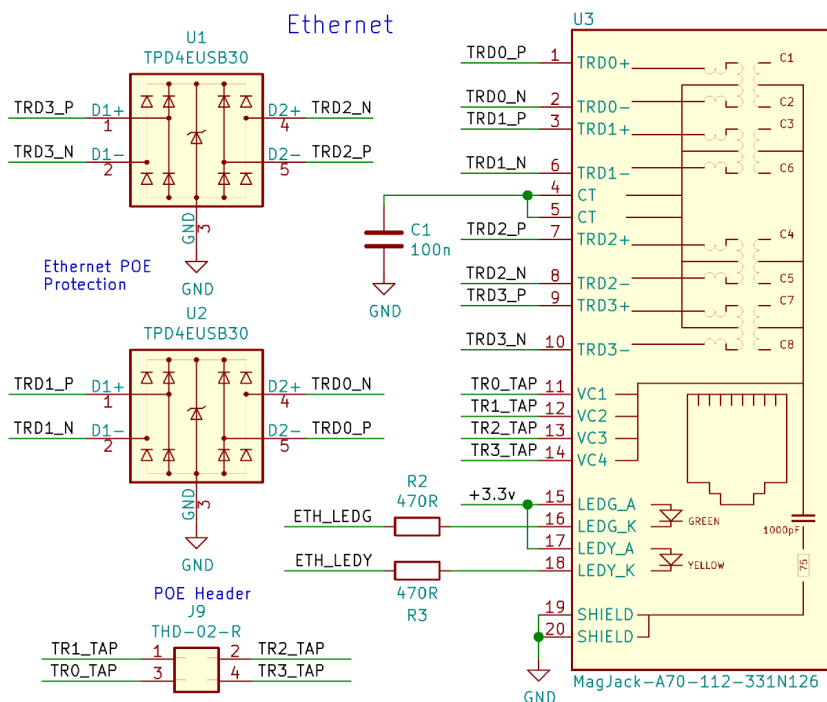 Ethernet
U1
TPD4EUSB30
TRD3_P
D1+
1
D2+
4
TRD2_N
TRD3_N
D1-
2
D2-
5
TRD2_P
GND
3
GND
Ethernet POE
Protection
U2
TPD4EUSB30
TRD1_P
D1+
1
D2+
4
TRD0_N
TRD1_N
D1-
2
D2-
5
TRD0_P
GND
3
GND
C1
100n
GND
POE Header
J9
THD-02-R
TR1_TAP
1
2
TR2_TAP
TR0_TAP
3
4
TR3_TAP
R2
470R
ETH_LEDG
ETH_LEDY
470R
R3
+3.3v
U3
TRD0_P
1
TRD0+
C1
TRD0_N
2
TRD0-
C2
TRD1_P
3
TRD1+
C3
TRD1_N
6
TRD1-
C6
4
CT
5
CT
TRD2_P
7
TRD2+
C4
TRD2_N
8
TRD2-
C5
TRD3_P
9
TRD3+
C7
TRD3_N
10
TRD3-
C8
TR0_TAP
11
VC1
TR1_TAP
12
VC2
TR2_TAP
13
VC3
TR3_TAP
14
VC4
15
LEDG_A
16
LEDG_K
GREEN
17
LEDY_A
18
LEDY_K
YELLOW
1000pF
75
19
SHIELD
20
SHIELD
GND
MagJack-A70-112-331N126